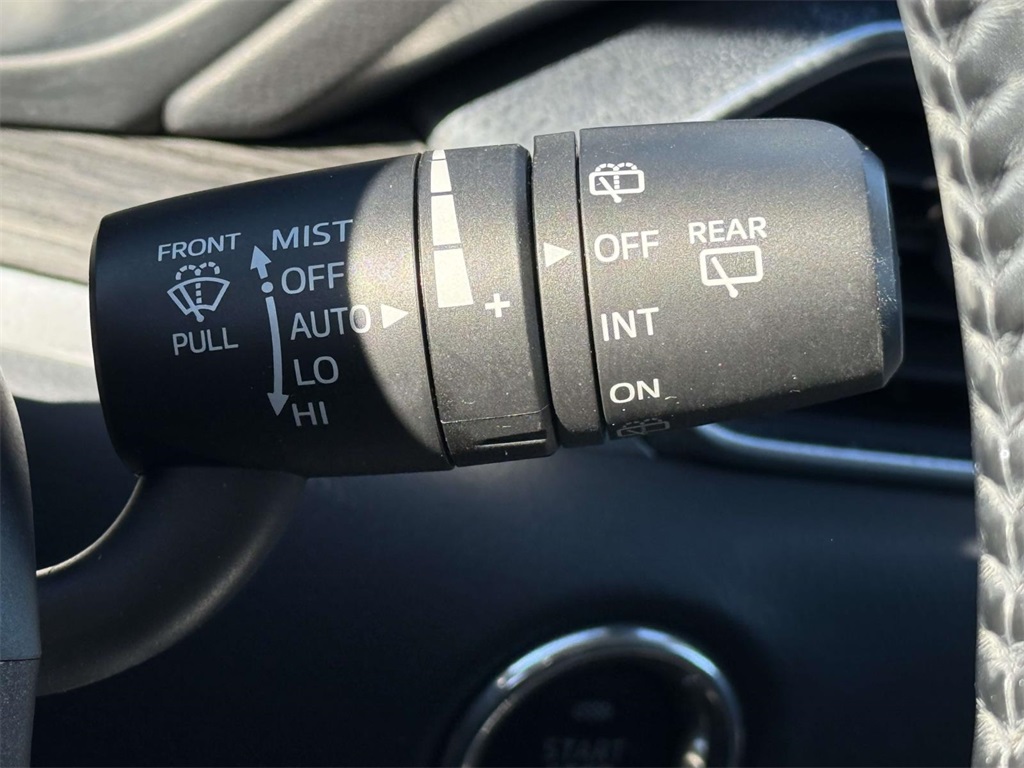 FRONT
PULL
MIST
OFF
AUTO
LO
HI
+
OFF
INT
ON
REAR
START